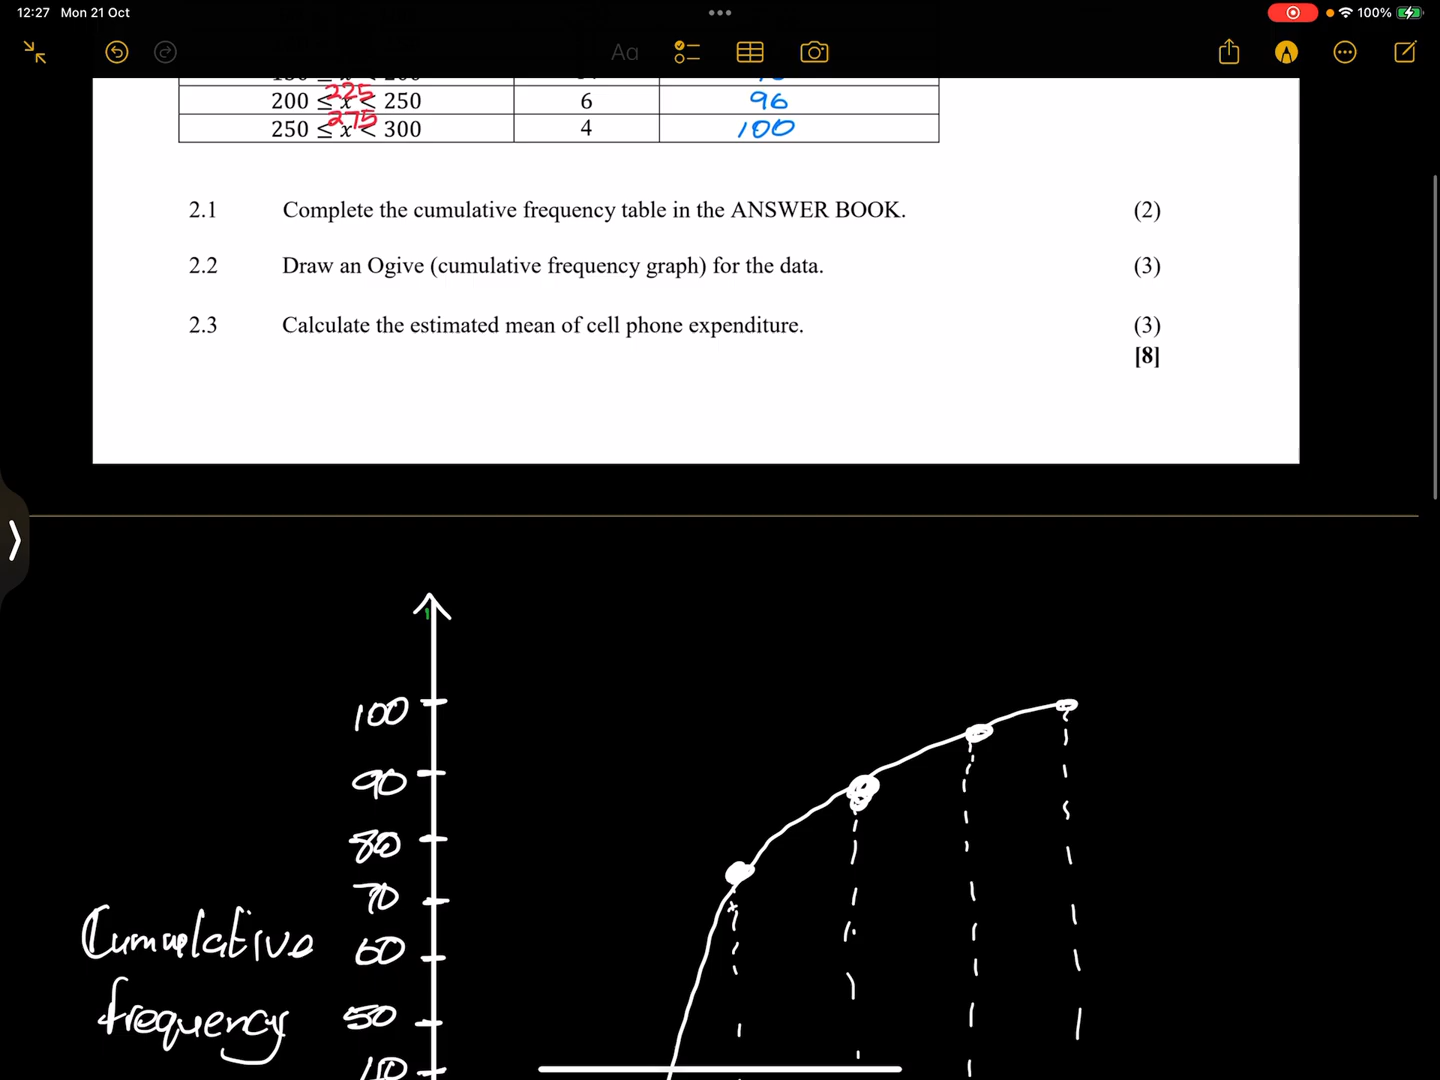 12:27 Mon 21 Oct
100%
Aa
200 ≤ x < 250 6 96
225
250 ≤ x < 300 4 100
275
2.1 Complete the cumulative frequency table in the ANSWER BOOK. (2)
2.2 Draw an Ogive (cumulative frequency graph) for the data. (3)
2.3 Calculate the estimated mean of cell phone expenditure. (3)
[8]
100
90
80
70
Cumulative
60
frequency
50
40